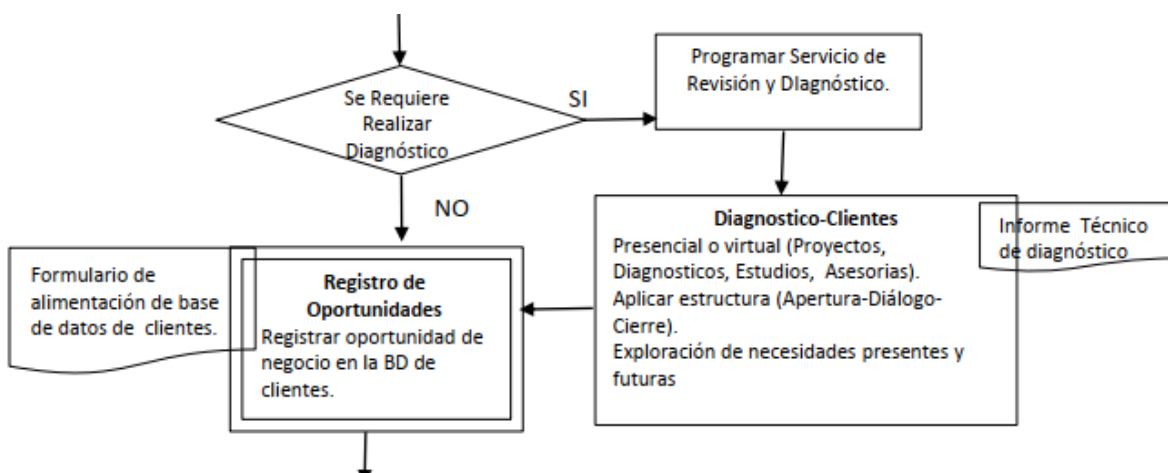 Programar Servicio de
Revisión y DIagnóstico.
Se Requiere
Realizar
Diagnóstico
SI
NO
Diagnostico-Clientes
Presencial o virtual (Proyectos,
Diagnosticos, Estudios, Asesorias).
Aplicar estructura (Apertura-Diálogo-
Cierre).
Exploración de necesidades presentes y
futuras
Informe Técnico
de diagnóstico
Formulario de
alimentación de base
de datos de clientes.
Registro de
Oportunidades
Registrar oportunidad de
negocio en la BD de
clientes.